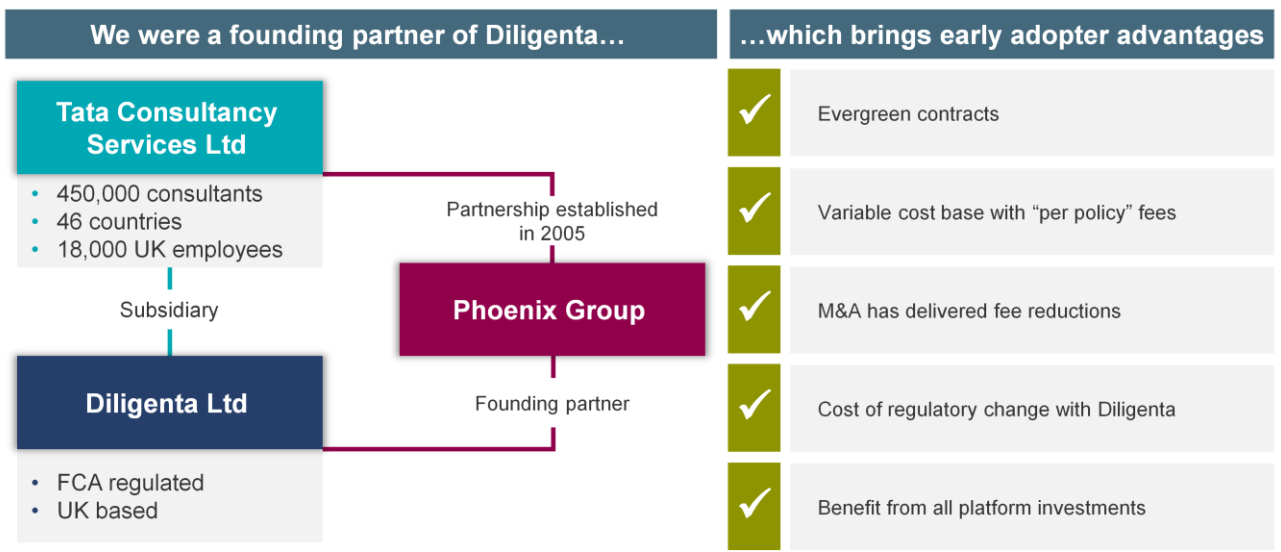 We were a founding partner of Diligenta…
Tata Consultancy
Services Ltd
• 450,000 consultants
• 46 countries
• 18,000 UK employees
Subsidiary
Diligenta Ltd
• FCA regulated
• UK based
Partnership established
in 2005
Phoenix Group
Founding partner
…which brings early adopter advantages
Evergreen contracts
Variable cost base with “per policy” fees
M&A has delivered fee reductions
Cost of regulatory change with Diligenta
Benefit from all platform investments